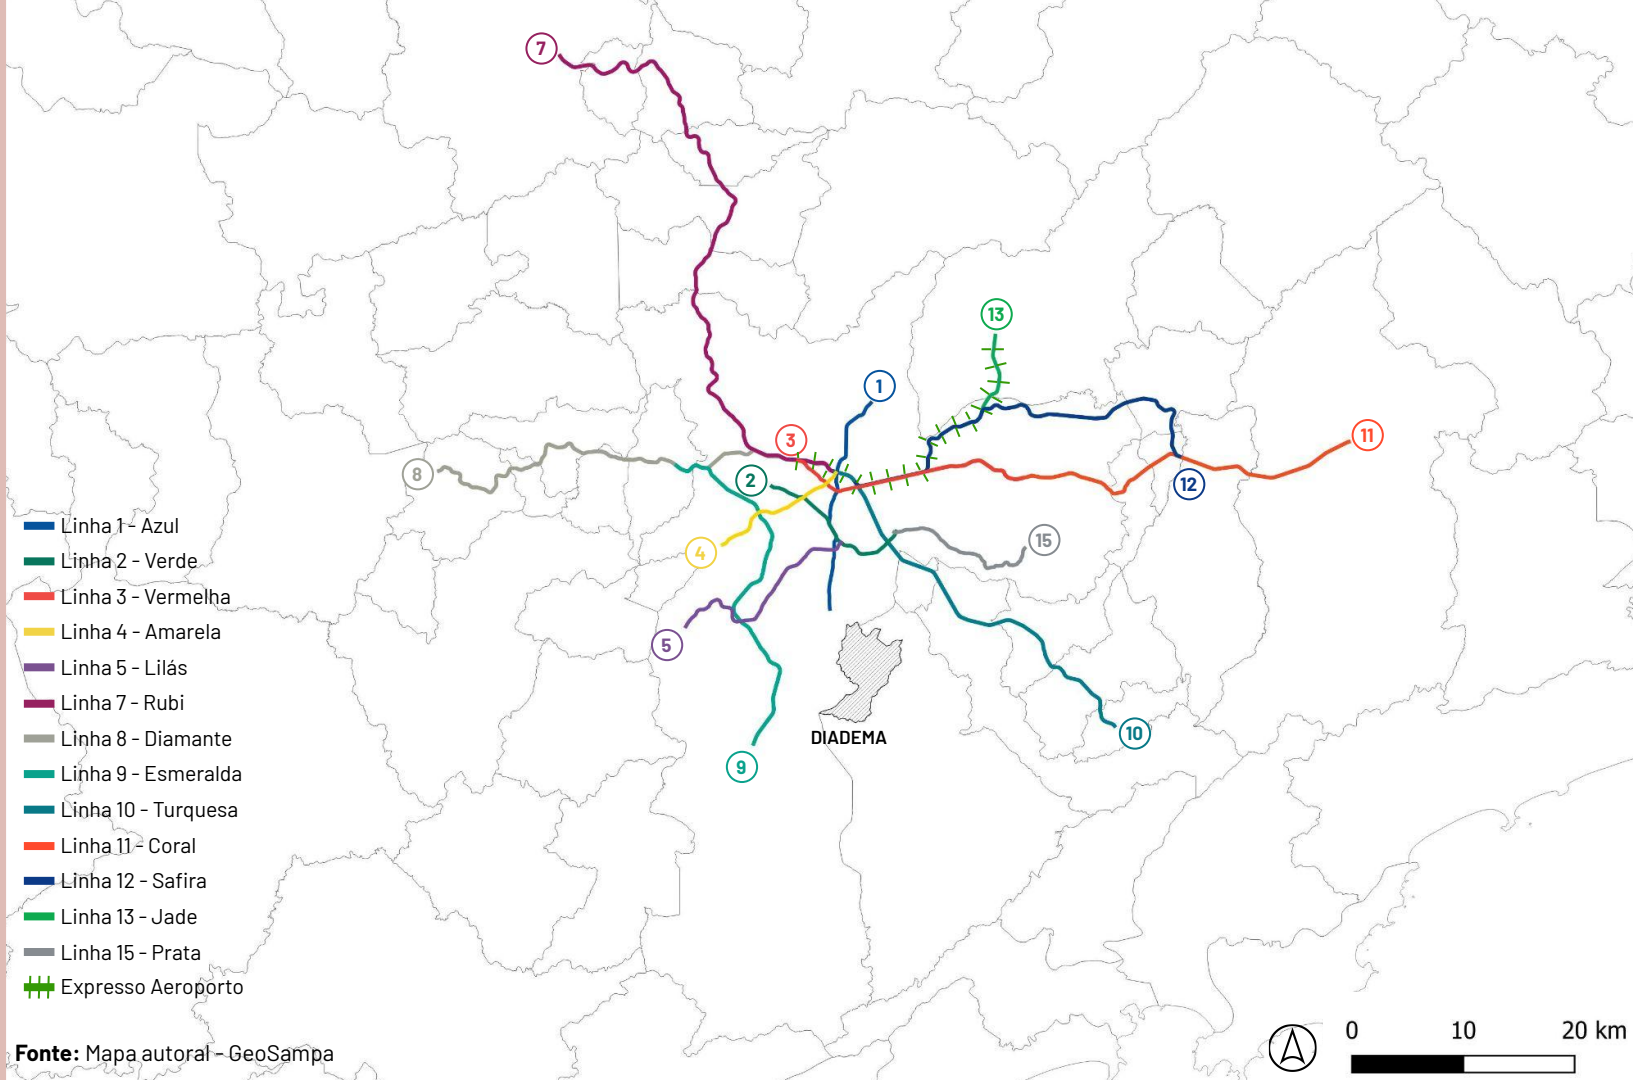 7
13
1
3
11
8
2
12
4
15
5
DIADEMA
10
9
Linha 1 - Azul
Linha 2 - Verde
Linha 3 - Vermelha
Linha 4 - Amarela
Linha 5 - Lilás
Linha 7 - Rubi
Linha 8 - Diamante
Linha 9 - Esmeralda
Linha 10 - Turquesa
Linha 11 - Coral
Linha 12 - Safira
Linha 13 - Jade
Linha 15 - Prata
Expresso Aeroporto
Fonte: Mapa autoral - GeoSampa
0 10 20 km